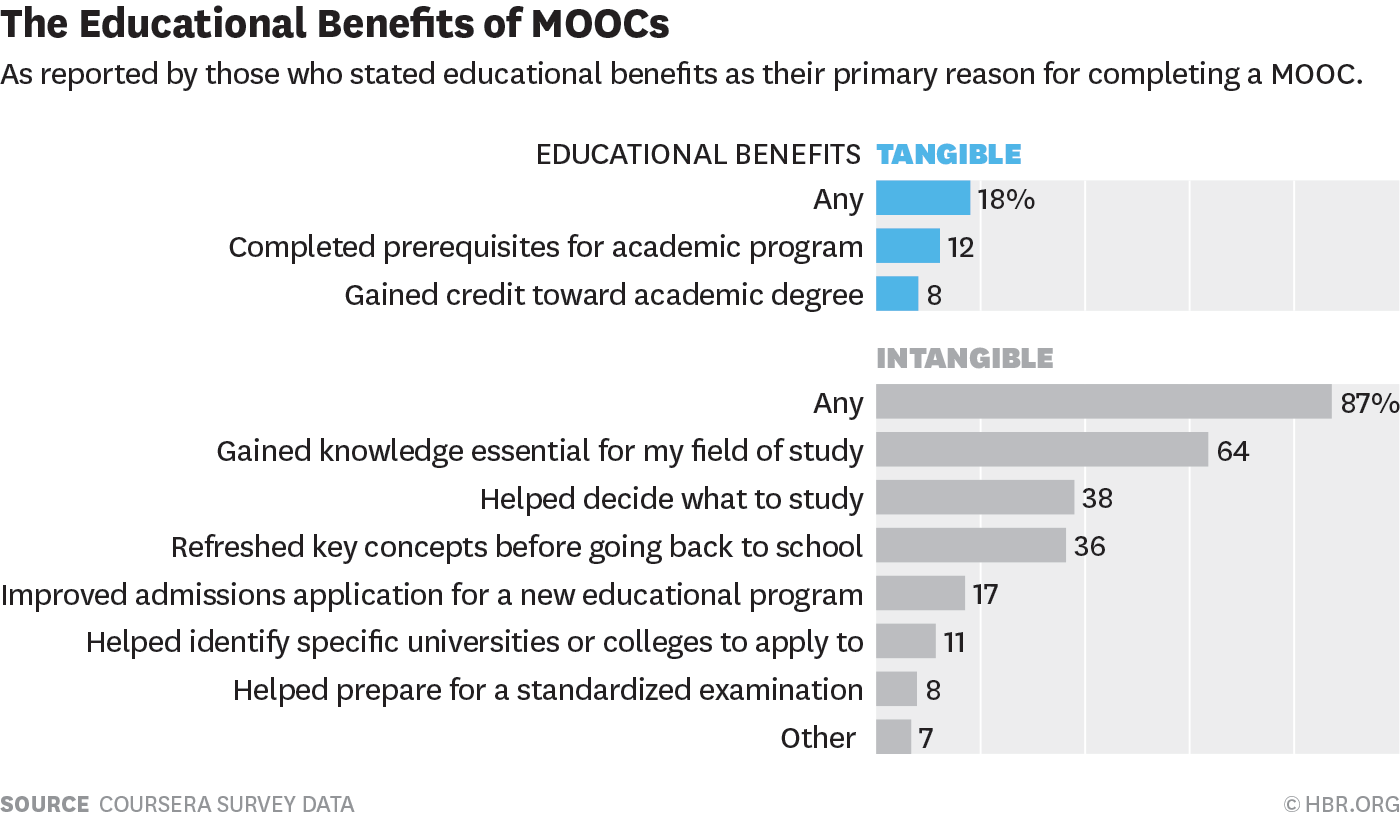 The Educational Benefits of MOOCs
As reported by those who stated educational benefits as their primary reason for completing a MOOC.
EDUCATIONAL BENEFITS TANGIBLE
Any 18%
Completed prerequisites for academic program 12
Gained credit toward academic degree 8
INTANGIBLE
Any 87%
Gained knowledge essential for my field of study 64
Helped decide what to study 38
Refreshed key concepts before going back to school 36
Improved admissions application for a new educational program 17
Helped identify specific universities or colleges to apply to 11
Helped prepare for a standardized examination 8
Other 7
SOURCE COURSERA SURVEY DATA © HBR.ORG